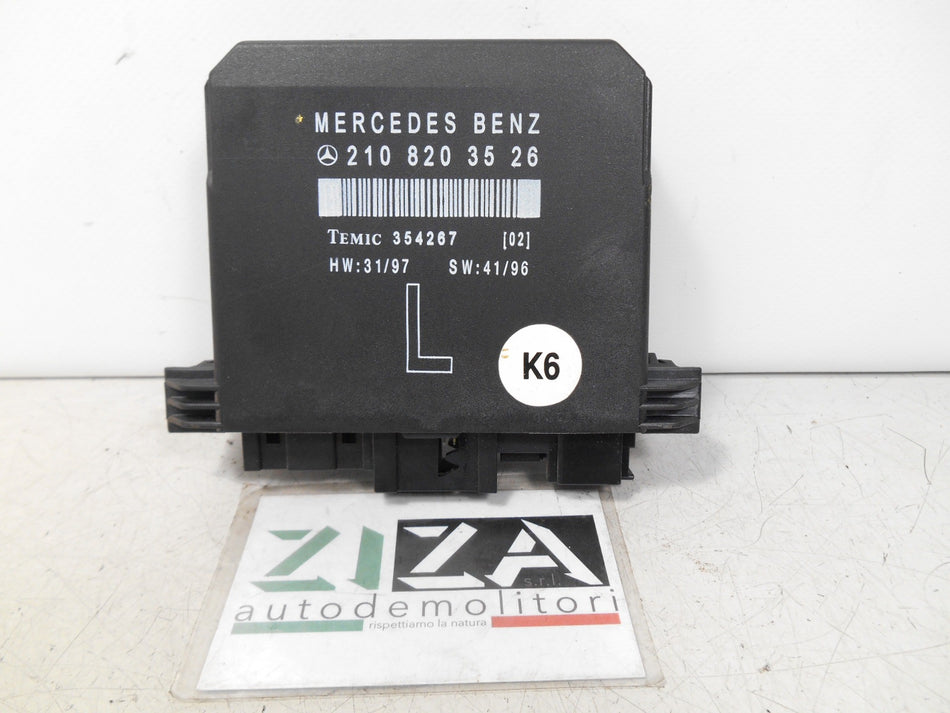 MERCEDES BENZ
210 820 35 26
TEMIC 354267 [02]
HW:31/97 SW:41/96
L
K6
ZIZA
s.r.l.
autodemolitori
rispettiamo la natura